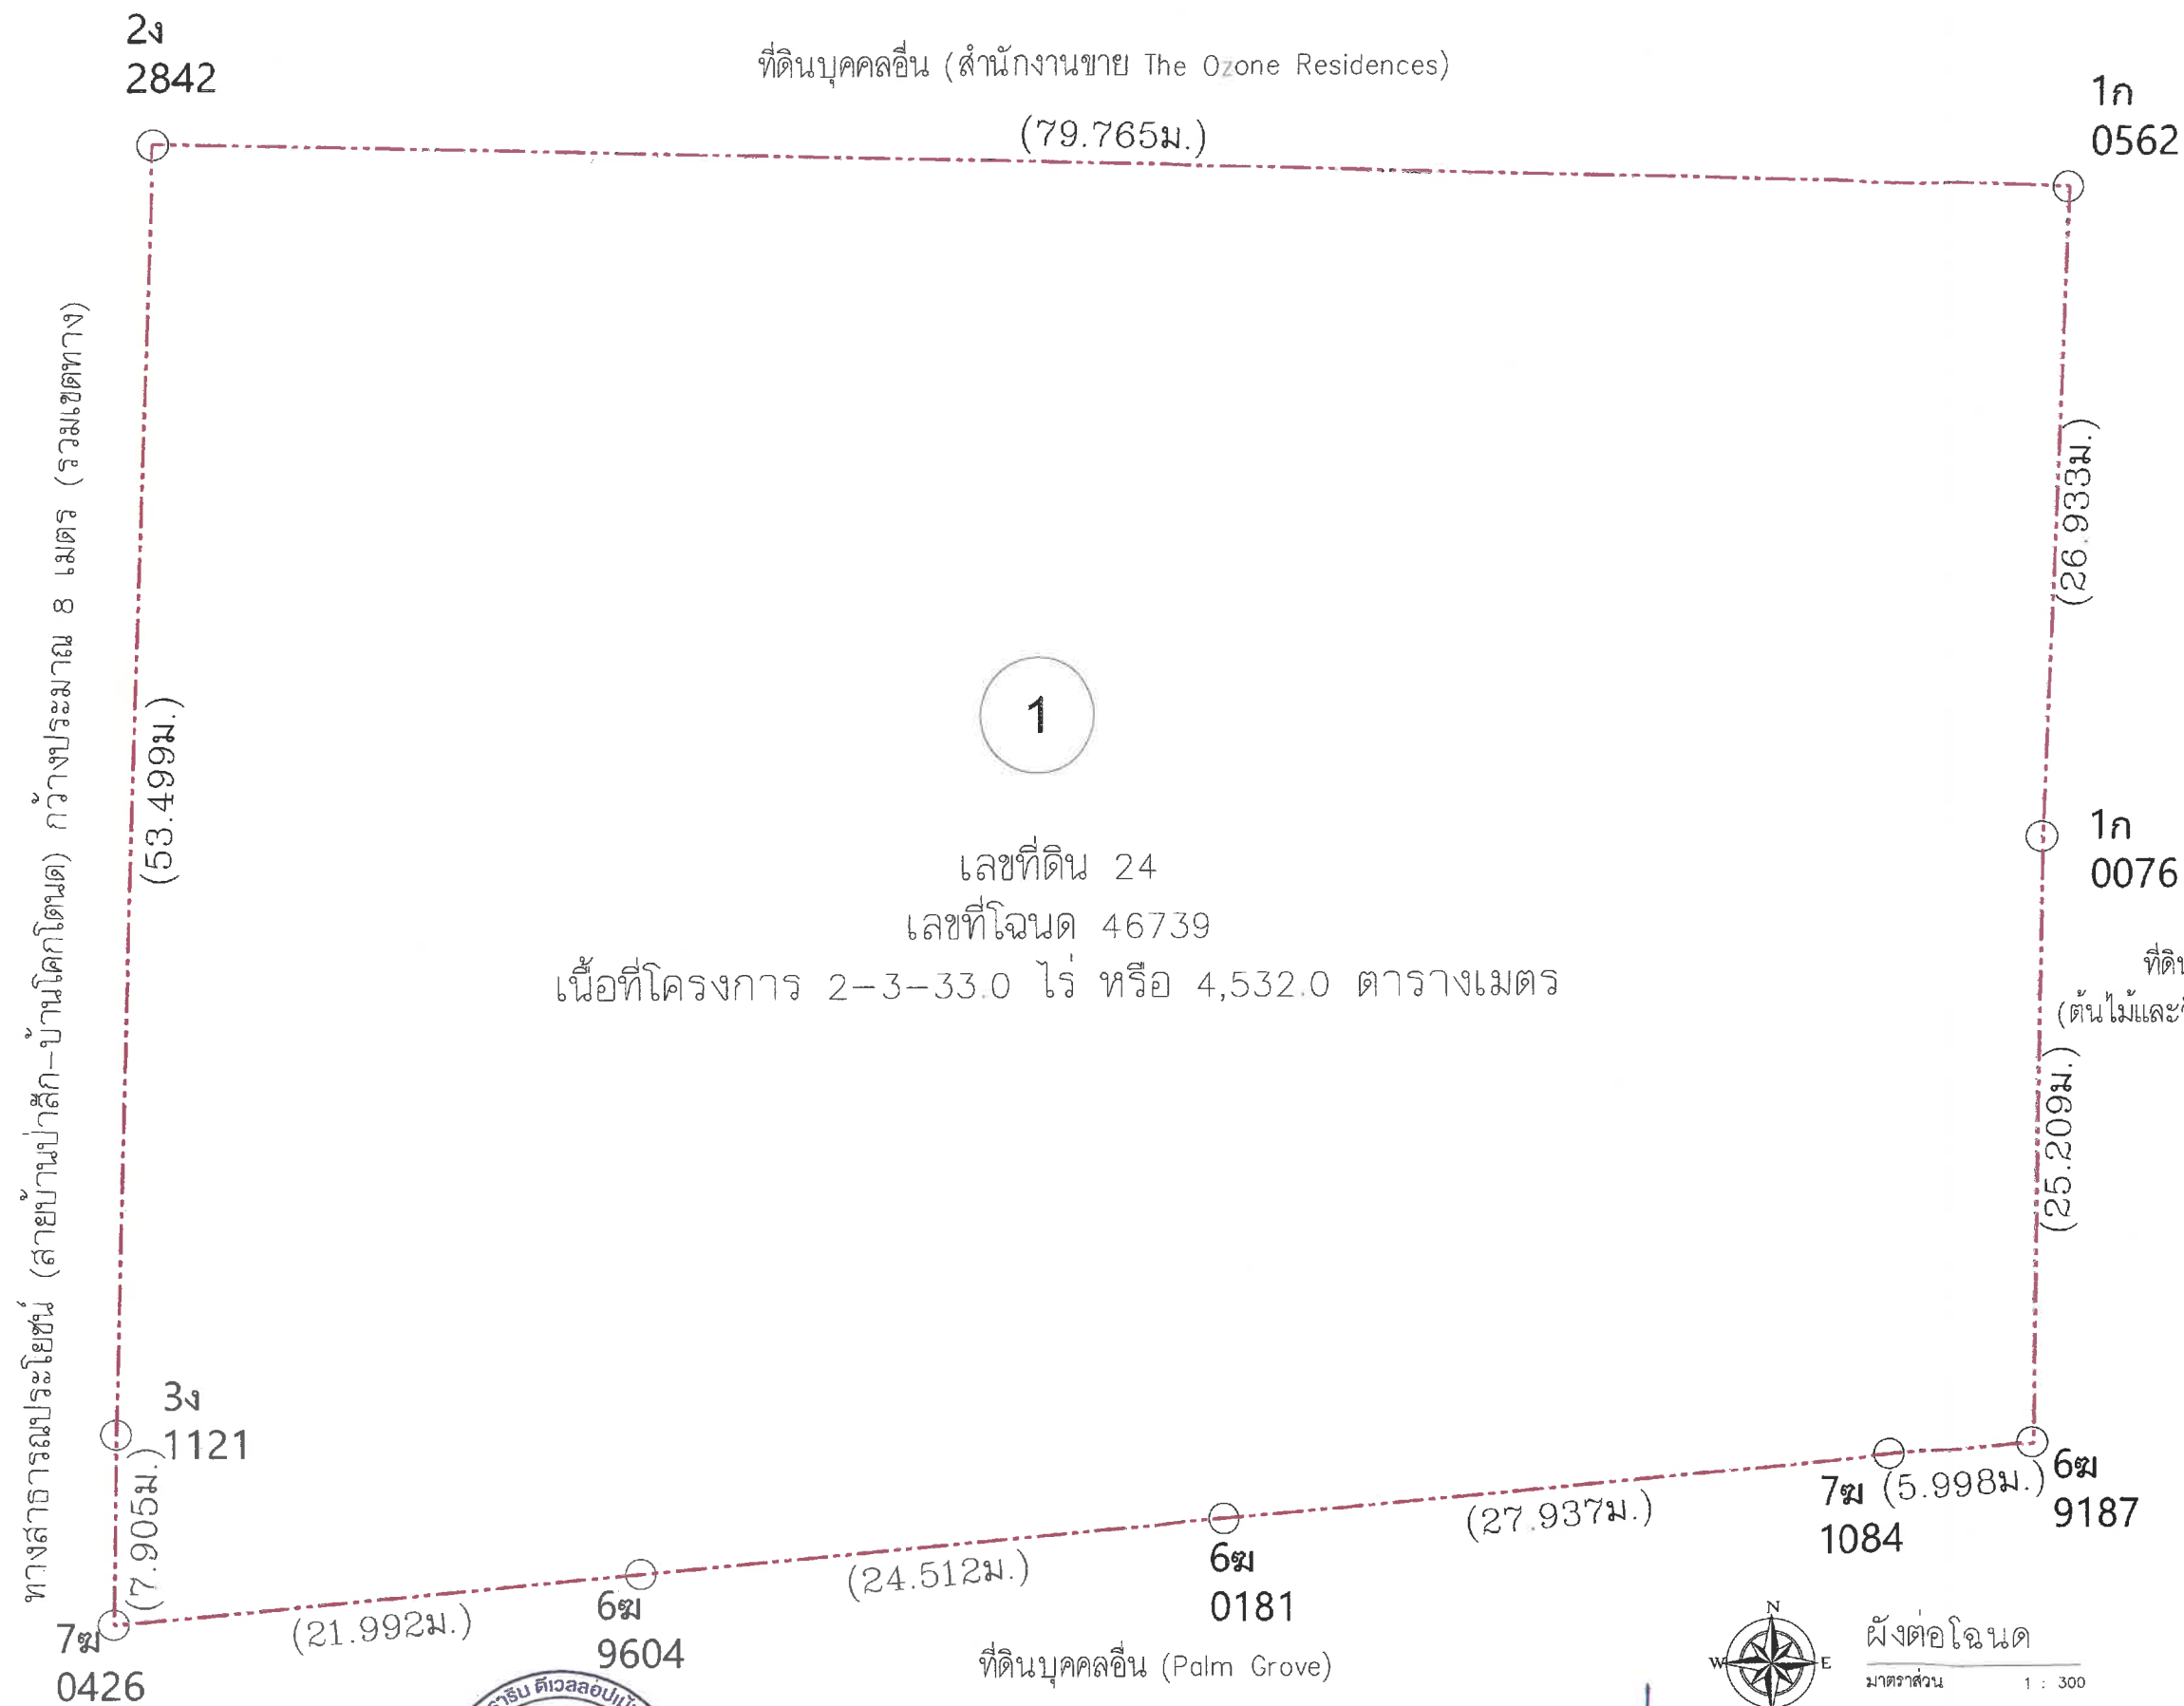 2ง
2842
ที่ดินบุคคลอื่น (สำนักงานขาย The Ozone Residences)
1ก
0562
(79.765ม.)
(26.933ม.)
ทางสาธารณประโยชน์ (สายบ้านป่าสัก-บ้านโคกโตนด) กว้างประมาณ 8 เมตร (รวมเขตทาง)
(53.499ม.)
1
1ก
0076
เลขที่ดิน 24
เลขที่โฉนด 46739
เนื้อที่โครงการ 2-3-33.0 ไร่ หรือ 4,532.0 ตารางเมตร
(25.209ม.)
3ง
1121
(7.905ม.)
6ฆ
9187
7ฆ
1084
(5.998ม.)
(27.937ม.)
6ฆ
0181
(24.512ม.)
6ฆ
9604
(21.992ม.)
7ฆ
0426
ที่ดินบุคคลอื่น (Palm Grove)
N
W
E
ผังต่อโฉนด
มาตราส่วน 1 : 300